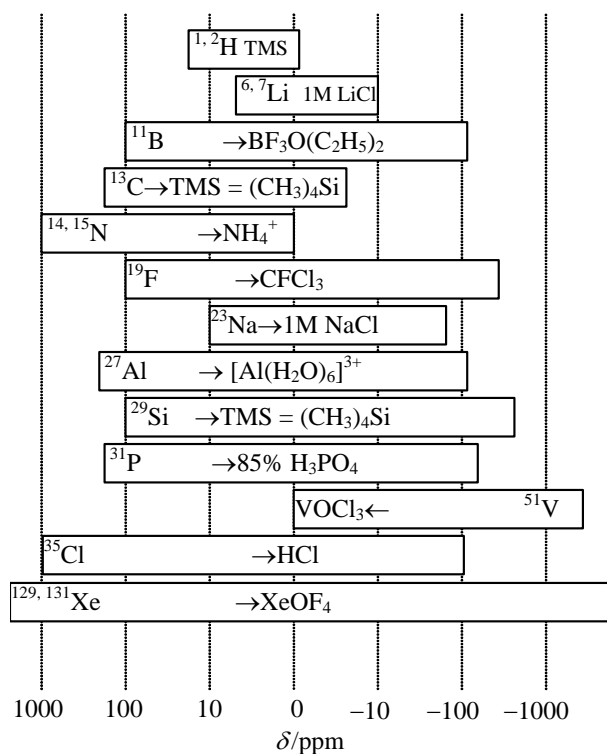 1, 2H TMS
6, 7Li 1M LiCl
11B →BF3O(C2H5)2
13C→TMS = (CH3)4Si
14, 15N →NH4+
19F →CFCl3
23Na→1M NaCl
27Al → [Al(H2O)6]3+
29Si →TMS = (CH3)4Si
31P →85% H3PO4
VOCl3← 51V
35Cl →HCl
129, 131Xe →XeOF4
1000 100 10 0 −10 −100 −1000
δ/ppm